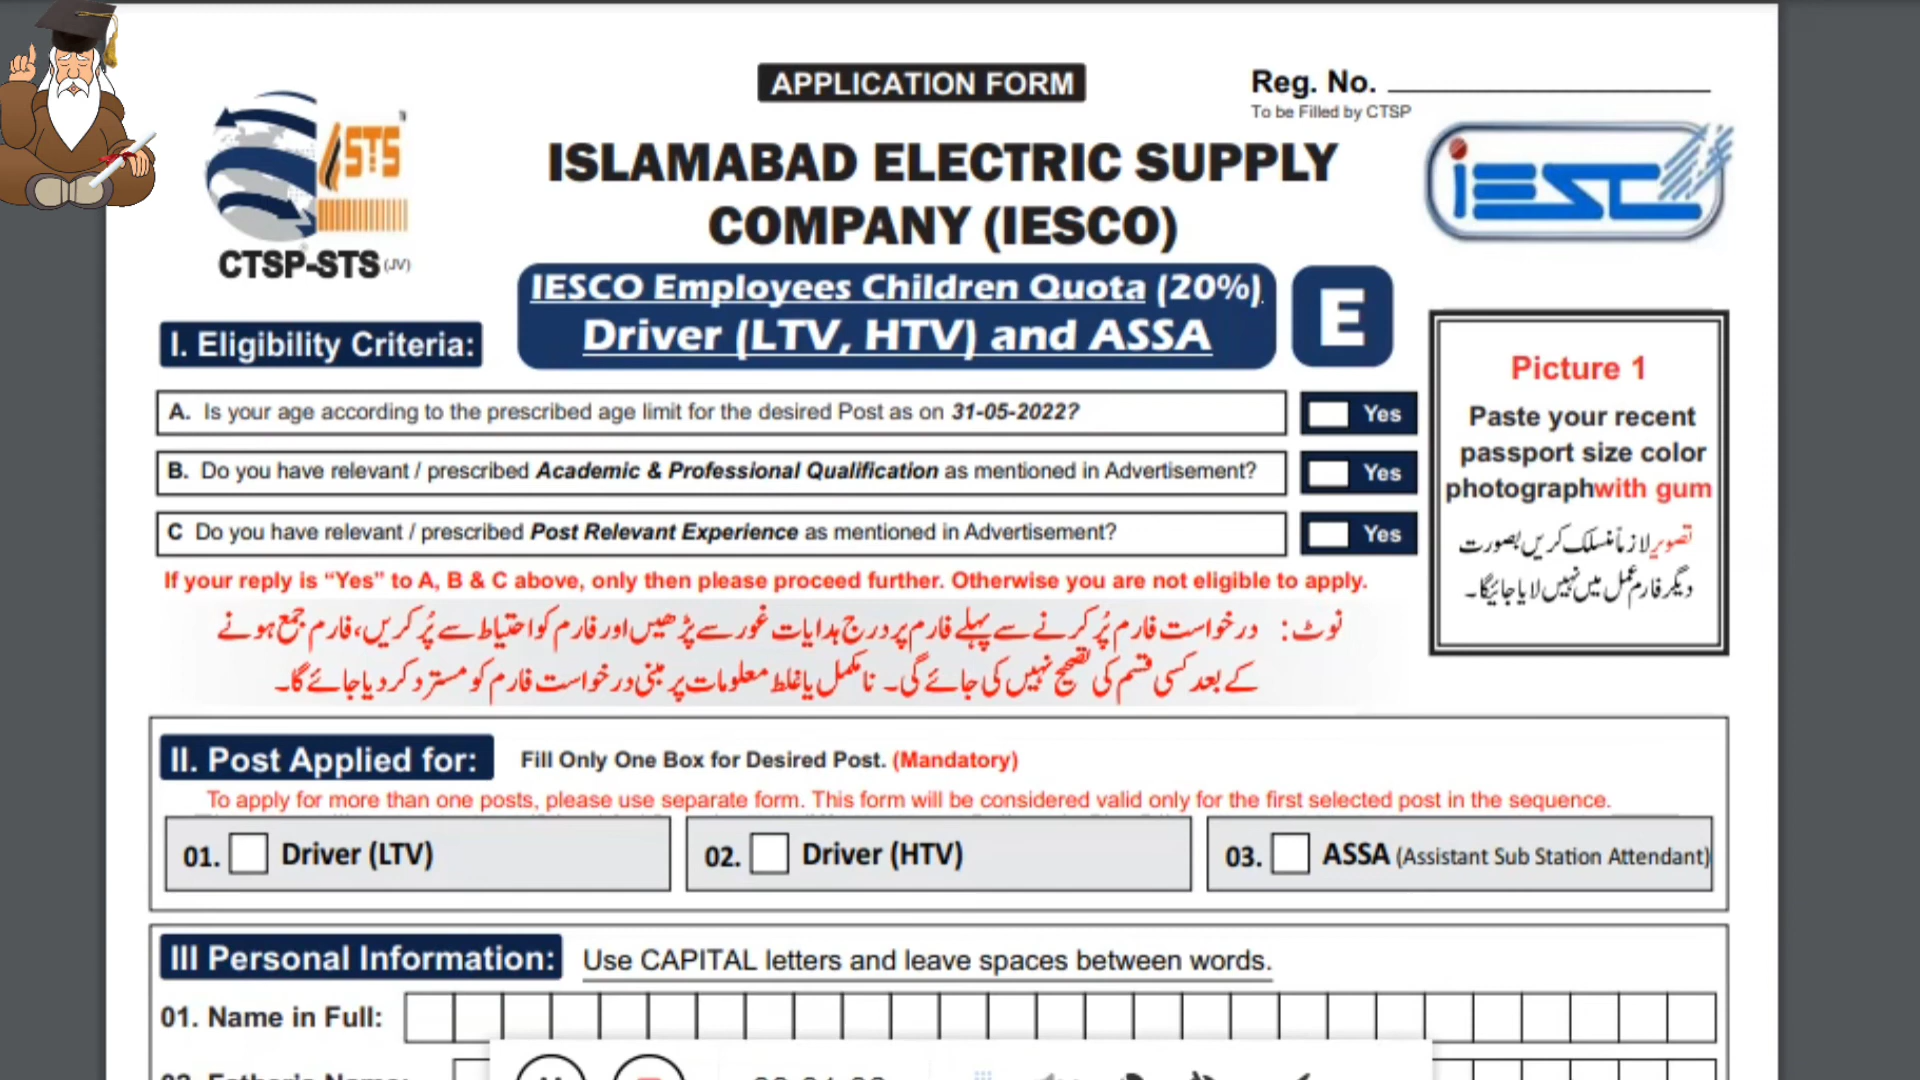 APPLICATION FORM
Reg. No.
To be Filled by CTSP
STS
CTSP-STS (JV)
ISLAMABAD ELECTRIC SUPPLY
COMPANY (IESCO)
iESC
IESCO Employees Children Quota (20%)
Driver (LTV, HTV) and ASSA
E
I. Eligibility Criteria:
A. Is your age according to the prescribed age limit for the desired Post as on 31-05-2022?
Yes
B. Do you have relevant / prescribed Academic & Professional Qualification as mentioned in Advertisement?
Yes
C Do you have relevant / prescribed Post Relevant Experience as mentioned in Advertisement?
Yes
Picture 1
Paste your recent
passport size color
photographwith gum
تصویر لازماً منسلک کریں بصورت
دیگر فارم عمل میں نہیں لایا جائیگا۔
If your reply is “Yes” to A, B & C above, only then please proceed further. Otherwise you are not eligible to apply.
نوٹ: درخواست فارم پُر کرنے سے پہلے فارم پر درج ہدایات غور سے پڑھیں اور فارم کو احتیاط سے پُر کریں، فارم جمع ہونے
کے بعد کسی قسم کی تصحیح نہیں کی جائے گی۔ نامکمل یا غلط معلومات پر مبنی درخواست فارم کو مسترد کر دیا جائے گا۔
II. Post Applied for:
Fill Only One Box for Desired Post. (Mandatory)
To apply for more than one posts, please use separate form. This form will be considered valid only for the first selected post in the sequence.
01. Driver (LTV)
02. Driver (HTV)
03. ASSA (Assistant Sub Station Attendant)
III Personal Information:
Use CAPITAL letters and leave spaces between words.
01. Name in Full: